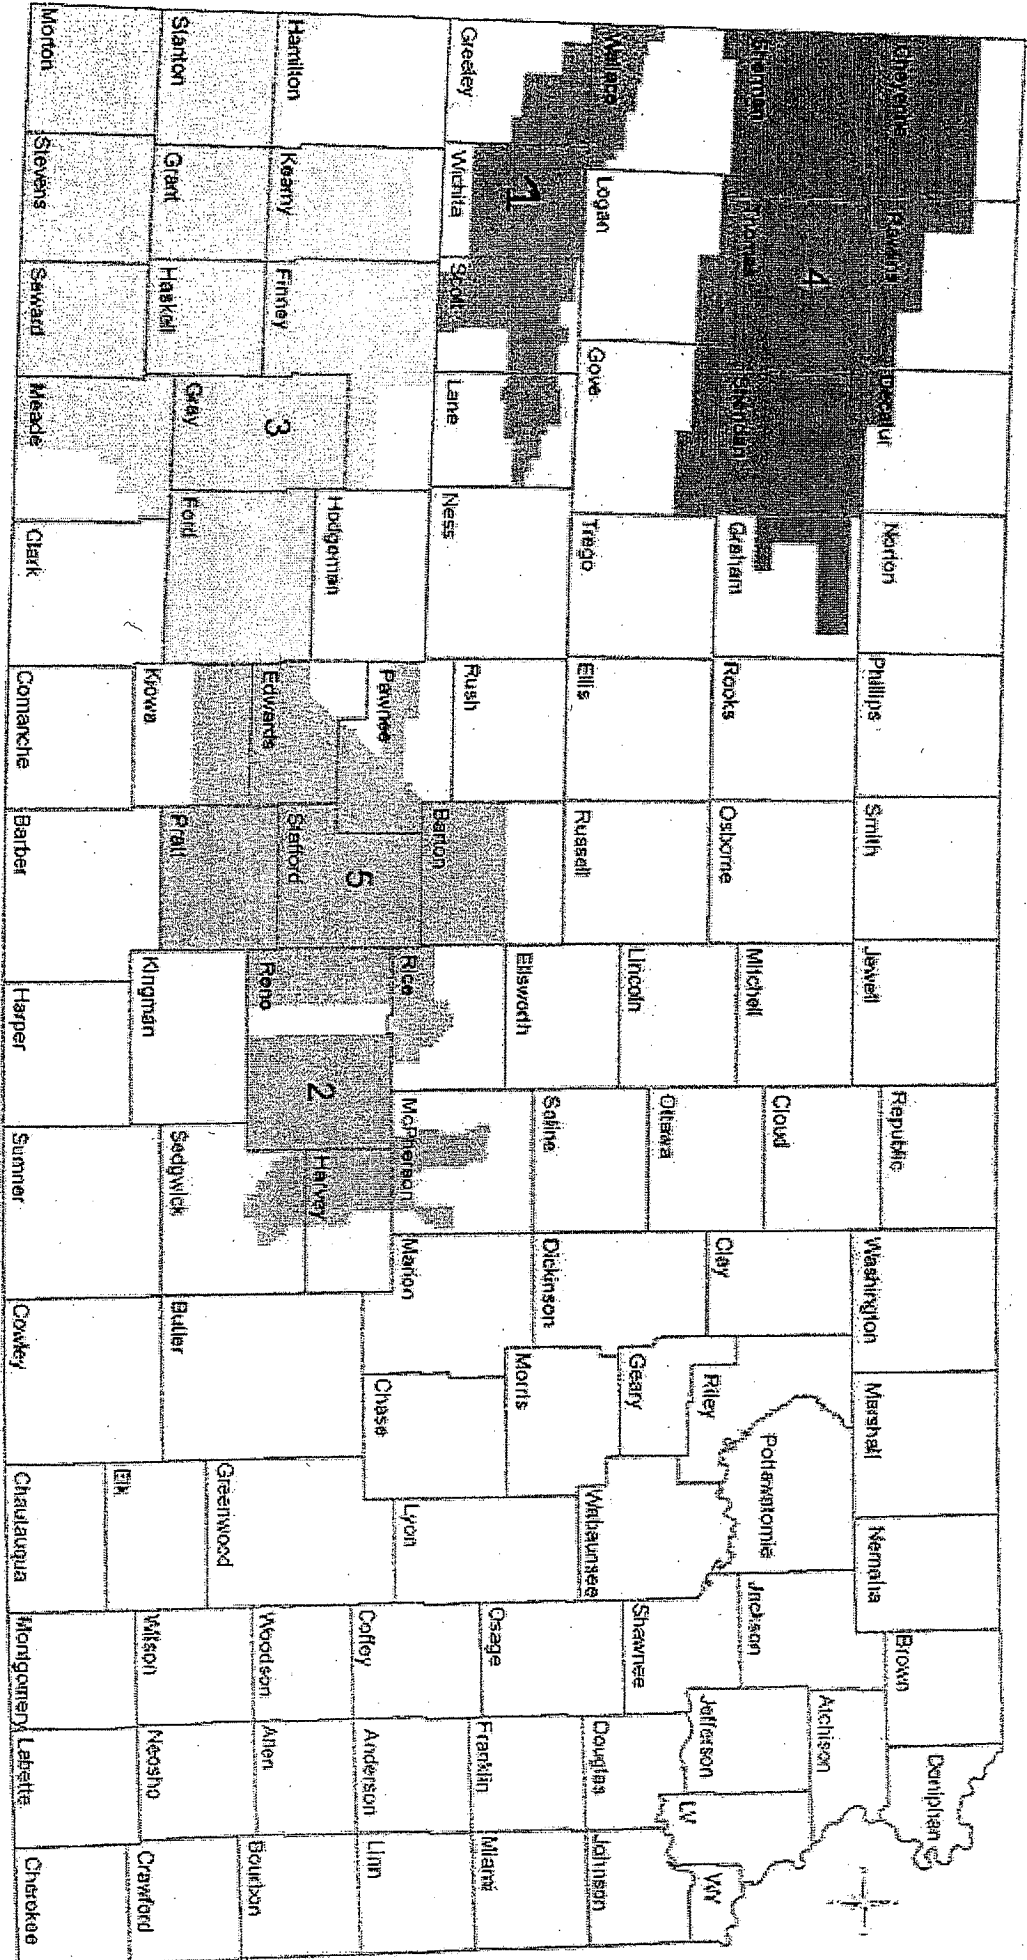 Cheyenne
Rawlins
Decatur
Norton
Phillips
Smith
Jewell
Republic
Washington
Marshall
Nemaha
Brown
Doniphan
Sherman
Thomas
4
Sheridan
Graham
Rooks
Osborne
Mitchell
Cloud
Clay
Riley
Pottawatomie
Jackson
Atchison
Jefferson
LV
WY
Wallace
Logan
Gove
Trego
Ellis
Russell
Lincoln
Ottawa
Geary
Wabaunsee
Shawnee
Douglas
Johnson
Greeley
Wichita
1
Scott
Lane
Ness
Rush
Barton
Ellsworth
Saline
Dickinson
Morris
Osage
Franklin
Miami
Hamilton
Kearny
Finney
3
Hodgeman
Pawnee
5
Rice
McPherson
Marion
Chase
Lyon
Coffey
Anderson
Linn
Stanton
Grant
Haskell
Gray
Ford
Edwards
Stafford
Reno
2
Harvey
Butler
Greenwood
Woodson
Allen
Bourbon
Kiowa
Pratt
Kingman
Sedgwick
Elk
Wilson
Neosho
Crawford
Morton
Stevens
Seward
Meade
Clark
Comanche
Barber
Harper
Sumner
Cowley
Chautauqua
Montgomery
Labette
Cherokee